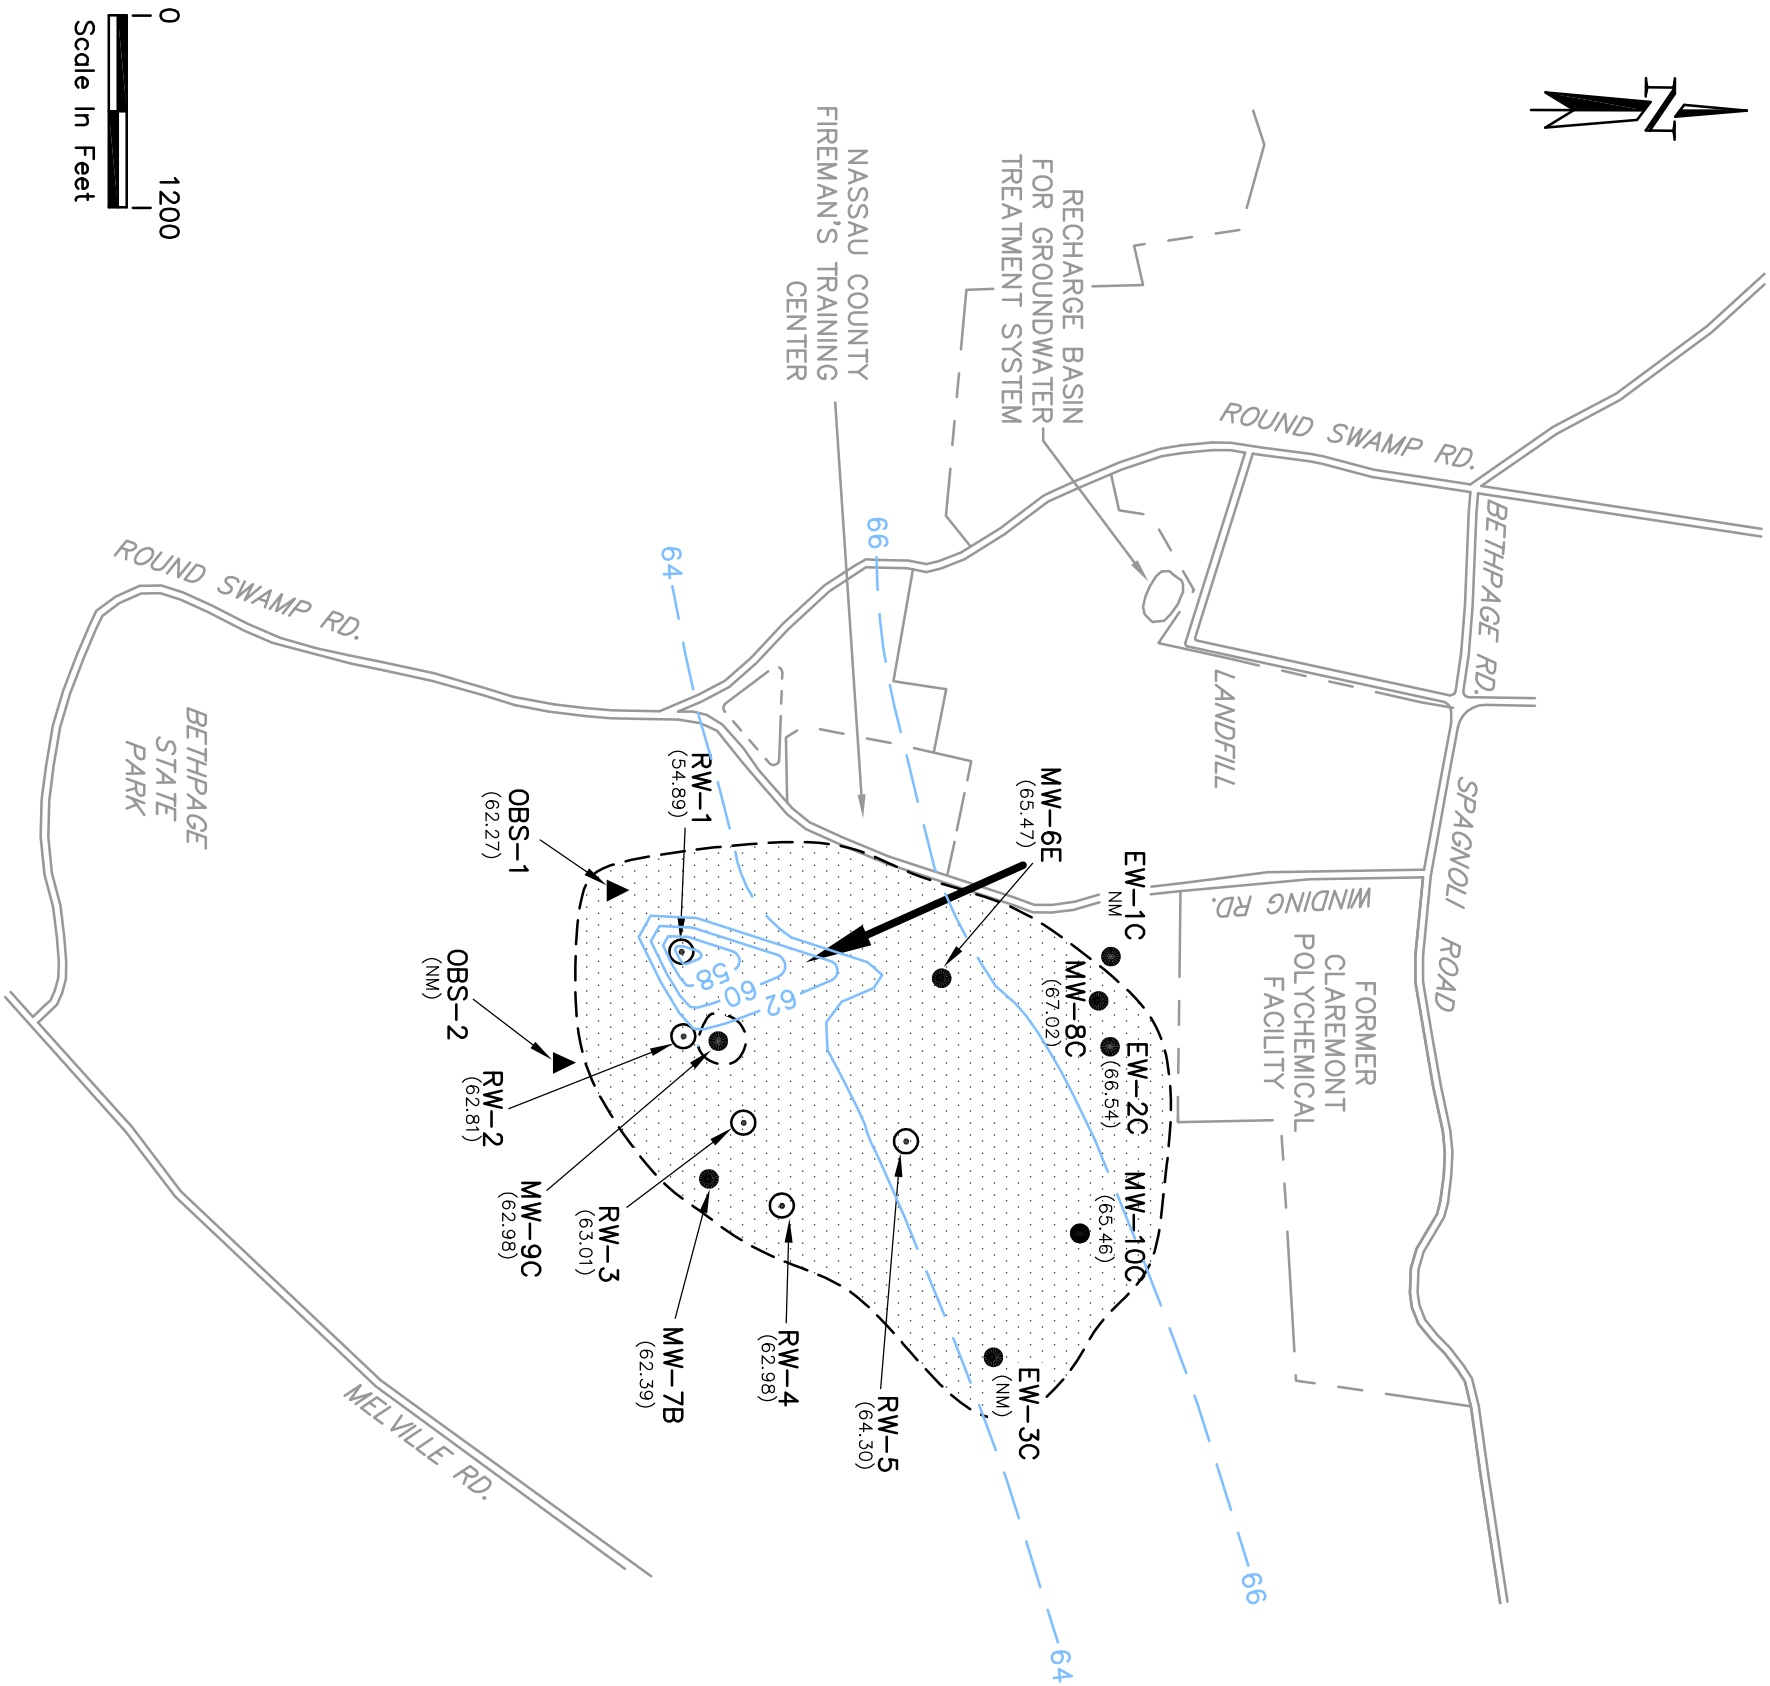 N
0
1200
Scale In Feet
RECHARGE BASIN
FOR GROUNDWATER
TREATMENT SYSTEM
NASSAU COUNTY
FIREMAN'S TRAINING
CENTER
ROUND SWAMP RD.
BETHPAGE RD.
LANDFILL
SPAGNOLI ROAD
WINDING RD.
FORMER
CLAREMONT
POLYCHEMICAL
FACILITY
ROUND SWAMP RD.
BETHPAGE
STATE
PARK
MELVILLE RD.
66
64
66
64
62
60
58
EW-1C
NM
MW-8C
(67.02)
EW-2C
(66.54)
MW-10C
(65.46)
MW-6E
(65.47)
RW-1
(54.89)
OBS-1
(62.27)
OBS-2
(NM)
RW-2
(62.81)
MW-9C
(62.98)
RW-3
(63.01)
MW-7B
(62.39)
RW-4
(62.98)
RW-5
(64.30)
EW-3C
(NM)